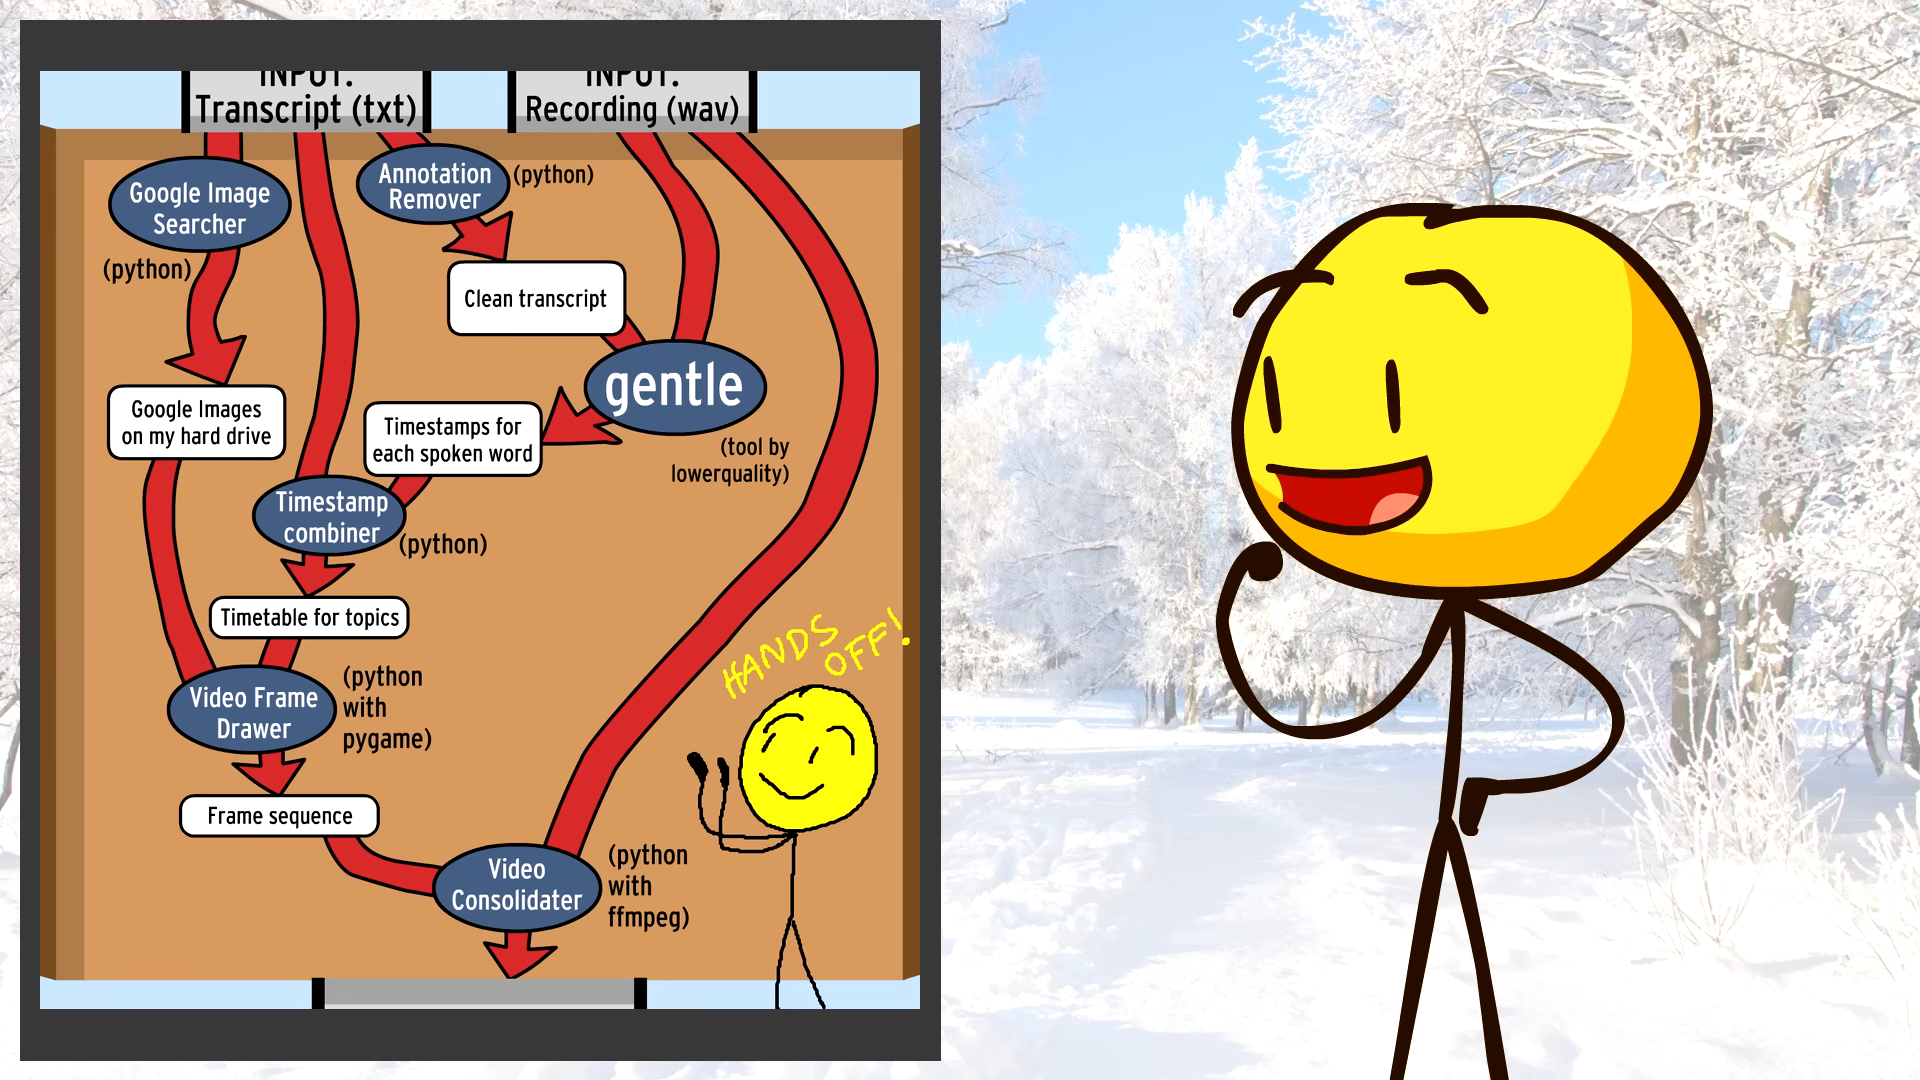 INPUT:
Transcript (txt)
INPUT:
Recording (wav)
Google Image
Searcher
(python)
Annotation
Remover
(python)
Clean transcript
gentle
(tool by
lowerquality)
Google Images
on my hard drive
Timestamps for
each spoken word
Timestamp
combiner
(python)
Timetable for topics
Video Frame
Drawer
(python
with
pygame)
HANDS
OFF!
Frame sequence
Video
Consolidater
(python
with
ffmpeg)